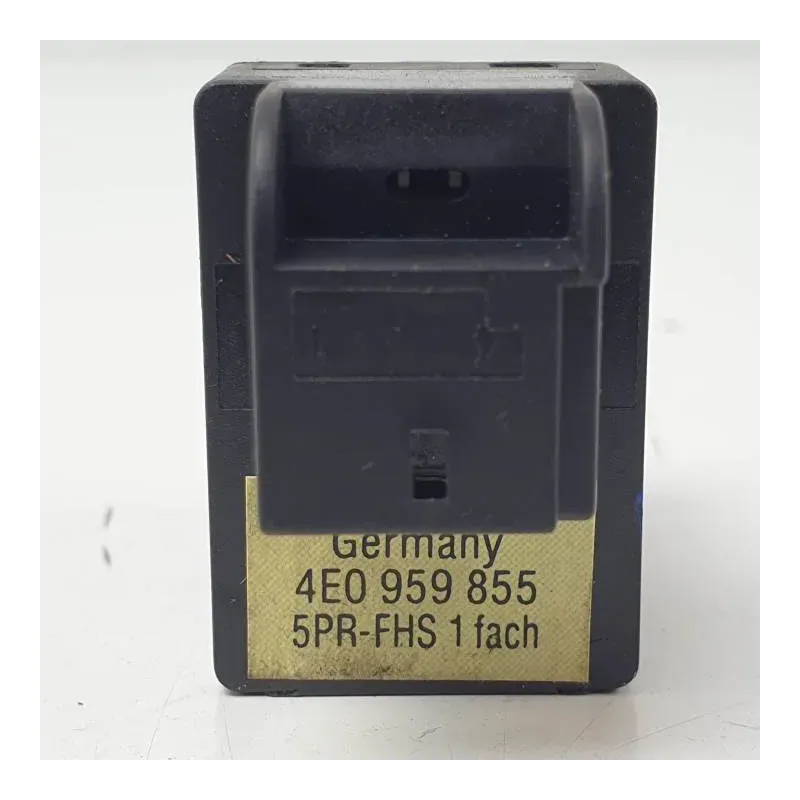 Germany
4E0 959 855
5PR-FHS 1 fach